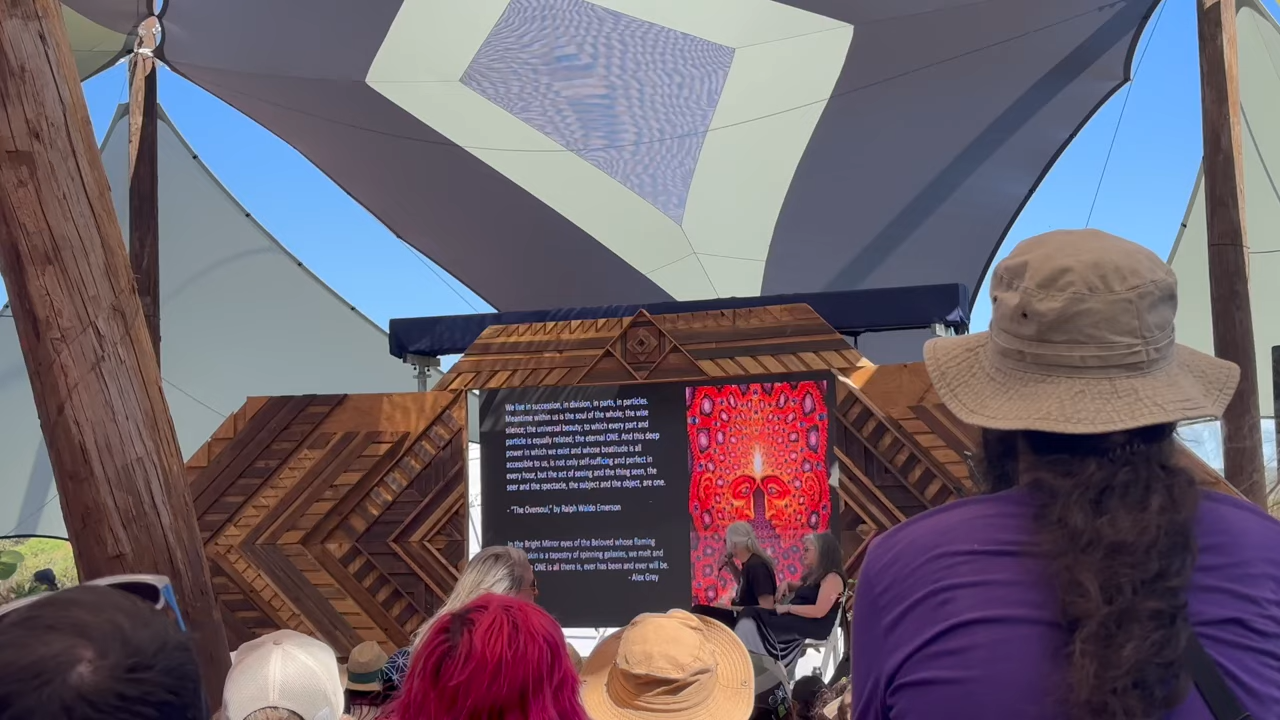 We live in succession, in division, in parts, in particles.
Meantime within us is the soul of the whole; the wise
silence; the universal beauty; to which every part and
particle is equally related; the eternal ONE. And this deep
power in which we exist and whose beatitude is all
accessible to us, is not only self-sufficing and perfect in
every hour, but the act of seeing and the thing seen, the
seer and the spectacle, the subject and the object, are one.
- "The Oversoul," by Ralph Waldo Emerson
In the Bright Mirror eyes of the Beloved whose flaming
skin is a tapestry of spinning galaxies, we melt and
ONE is all there is, ever has been and ever will be.
- Alex Grey